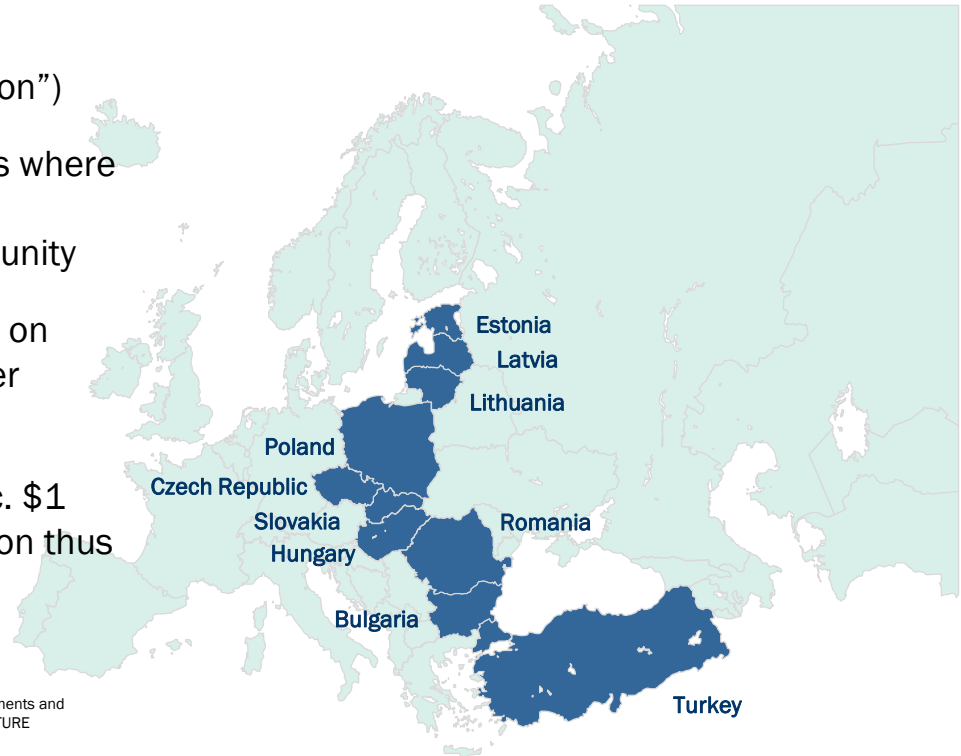 on”)
s where
unity
on
er
c. $1
on thus
Estonia
Latvia
Lithuania
Poland
Czech Republic
Slovakia
Romania
Hungary
Bulgaria
Turkey
ments and
TURE